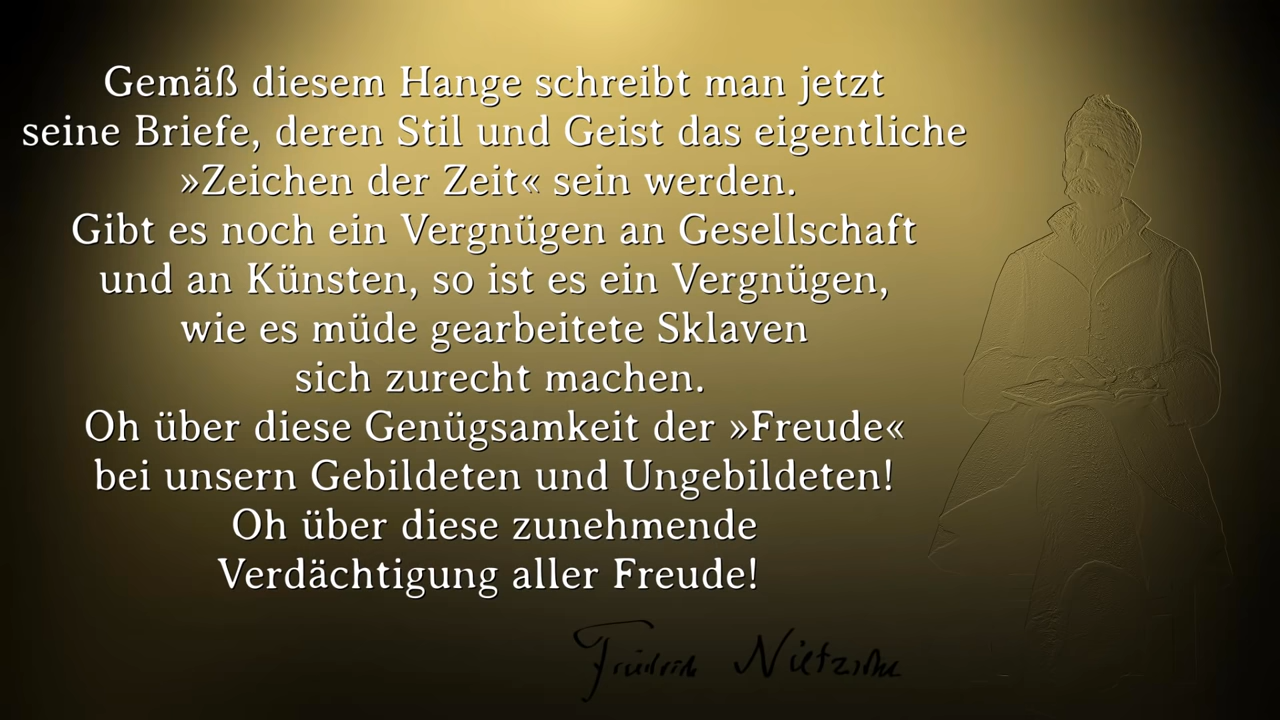 Gemäß diesem Hange schreibt man jetzt
seine Briefe, deren Stil und Geist das eigentliche
»Zeichen der Zeit« sein werden.
Gibt es noch ein Vergnügen an Gesellschaft
und an Künsten, so ist es ein Vergnügen,
wie es müde gearbeitete Sklaven
sich zurecht machen.
Oh über diese Genügsamkeit der »Freude«
bei unsern Gebildeten und Ungebildeten!
Oh über diese zunehmende
Verdächtigung aller Freude!
Friedrich Nietzsche